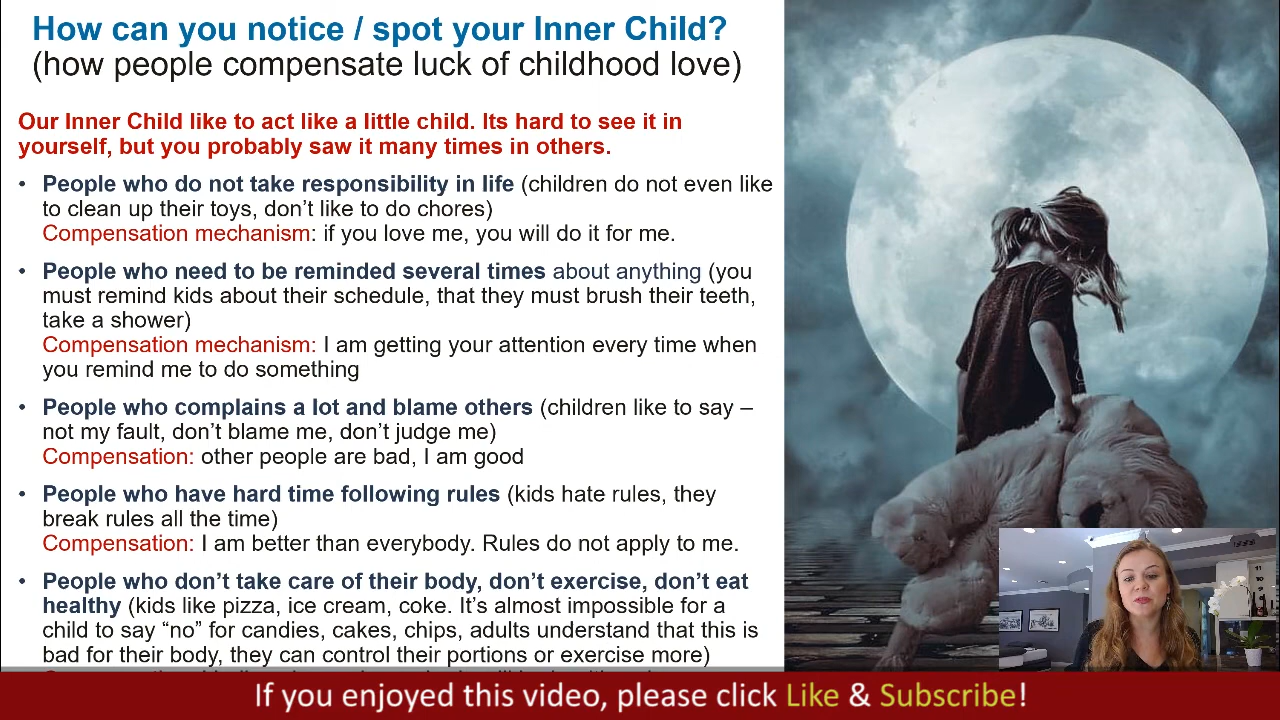 How can you notice / spot your Inner Child?
(how people compensate luck of childhood love)
Our Inner Child like to act like a little child. Its hard to see it in
yourself, but you probably saw it many times in others.
• People who do not take responsibility in life (children do not even like
to clean up their toys, don’t like to do chores)
Compensation mechanism: if you love me, you will do it for me.
• People who need to be reminded several times about anything (you
must remind kids about their schedule, that they must brush their teeth,
take a shower)
Compensation mechanism: I am getting your attention every time when
you remind me to do something
• People who complains a lot and blame others (children like to say –
not my fault, don’t blame me, don’t judge me)
Compensation: other people are bad, I am good
• People who have hard time following rules (kids hate rules, they
break rules all the time)
Compensation: I am better than everybody. Rules do not apply to me.
• People who don’t take care of their body, don’t exercise, don’t eat
healthy (kids like pizza, ice cream, coke. It’s almost impossible for a
child to say “no” for candies, cakes, chips, adults understand that this is
bad for their body, they can control their portions or exercise more)
If you enjoyed this video, please click Like & Subscribe!